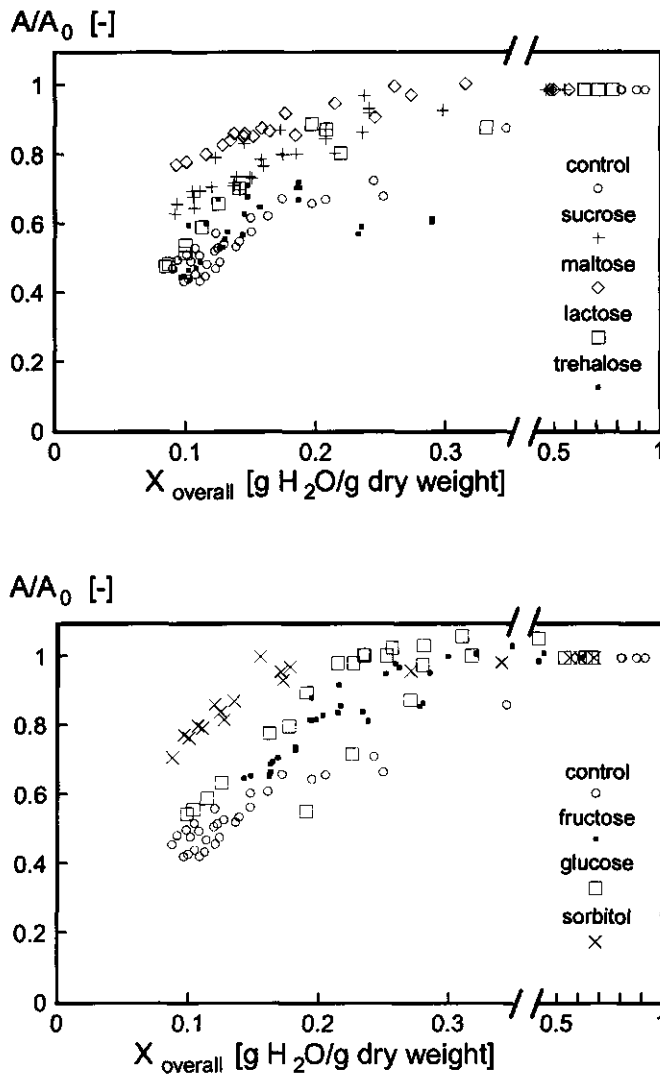 A/A0 [-]
1
0.8
0.6
0.4
0.2
0
control
sucrose
maltose
lactose
trehalose
0 0.1 0.2 0.3 0.5 1
X overall [g H2O/g dry weight]
A/A0 [-]
1
0.8
0.6
0.4
0.2
0
control
fructose
glucose
sorbitol
0 0.1 0.2 0.3 0.5 1
X overall [g H2O/g dry weight]